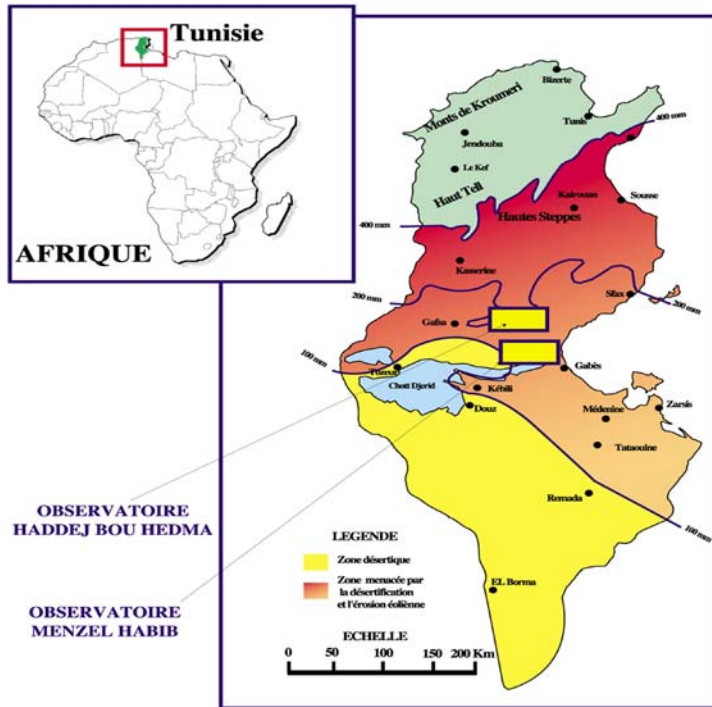 Tunisie
AFRIQUE
Bizerte
Monts de Kroumeri
Tunis
400 mm
Jendouba
Le Kef
Haut Tell
Kairouan
Sousse
Hautes Steppes
400 mm
Kasserine
200 mm
Sfax
200 mm
Gafsa
100 mm
Tozeur
Gabès
Chott Djerid
Kébili
Douz
Médenine
Zarsis
Tataouine
Remada
100 mm
OBSERVATOIRE
HADDEJ BOU HEDMA
OBSERVATOIRE
MENZEL HABIB
LEGENDE
Zone désertique
Zone menacée par
la désertification
et l'érosion éoliènne
EL Borma
ECHELLE
0 50 100 150 200 Km